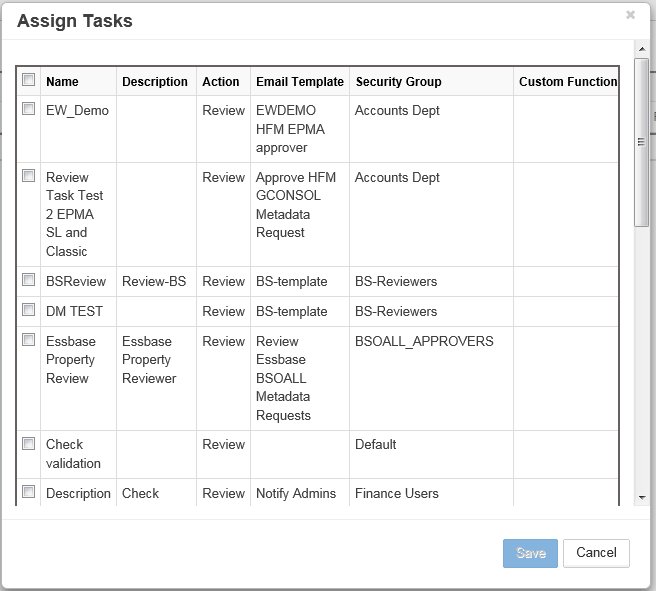 Assign Tasks
Name Description Action Email Template Security Group Custom Function
EW_Demo Review EWDEMO Accounts Dept
HFM EPMA
approver
Review Review Approve HFM Accounts Dept
Task Test GCONSOL
2 EPMA Metadata
SL and Request
Classic
BSReview Review-BS Review BS-template BS-Reviewers
DM TEST Review BS-template BS-Reviewers
Essbase Essbase Review Review BSOALL_APPROVERS
Property Property Essbase
Review Reviewer BSOALL
Metadata
Requests
Check Review Default
validation
Description Check Review Notify Admins Finance Users
Save Cancel